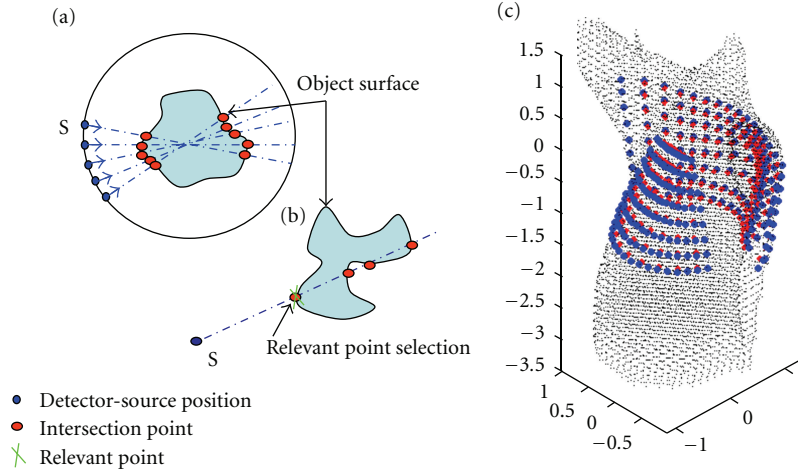 (a)
S
Object surface
(b)
S
Relevant point selection
Detector-source position
Intersection point
Relevant point
(c)
1.5
1
0.5
0
−0.5
−1
−1.5
−2
−2.5
−3
−3.5
1
0.5
0
−0.5
−1
0